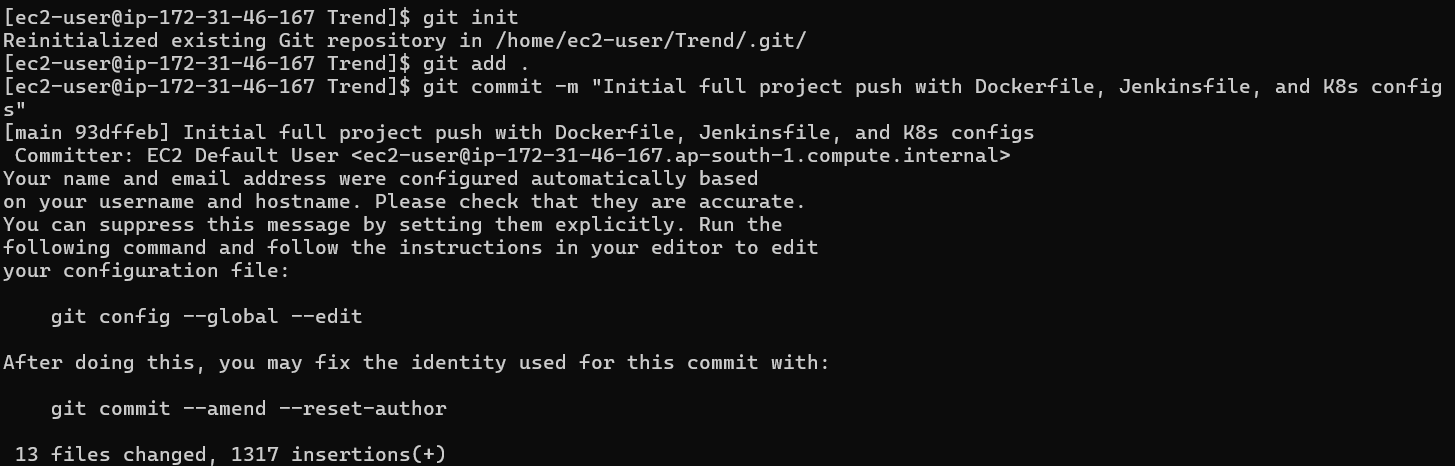 [ec2-user@ip-172-31-46-167 Trend]$ git init
Reinitialized existing Git repository in /home/ec2-user/Trend/.git/
[ec2-user@ip-172-31-46-167 Trend]$ git add .
[ec2-user@ip-172-31-46-167 Trend]$ git commit -m "Initial full project push with Dockerfile, Jenkinsfile, and K8s config
s"
[main 93dffeb] Initial full project push with Dockerfile, Jenkinsfile, and K8s configs
 Committer: EC2 Default User <ec2-user@ip-172-31-46-167.ap-south-1.compute.internal>
Your name and email address were configured automatically based
on your username and hostname. Please check that they are accurate.
You can suppress this message by setting them explicitly. Run the
following command and follow the instructions in your editor to edit
your configuration file:

    git config --global --edit

After doing this, you may fix the identity used for this commit with:

    git commit --amend --reset-author

 13 files changed, 1317 insertions(+)